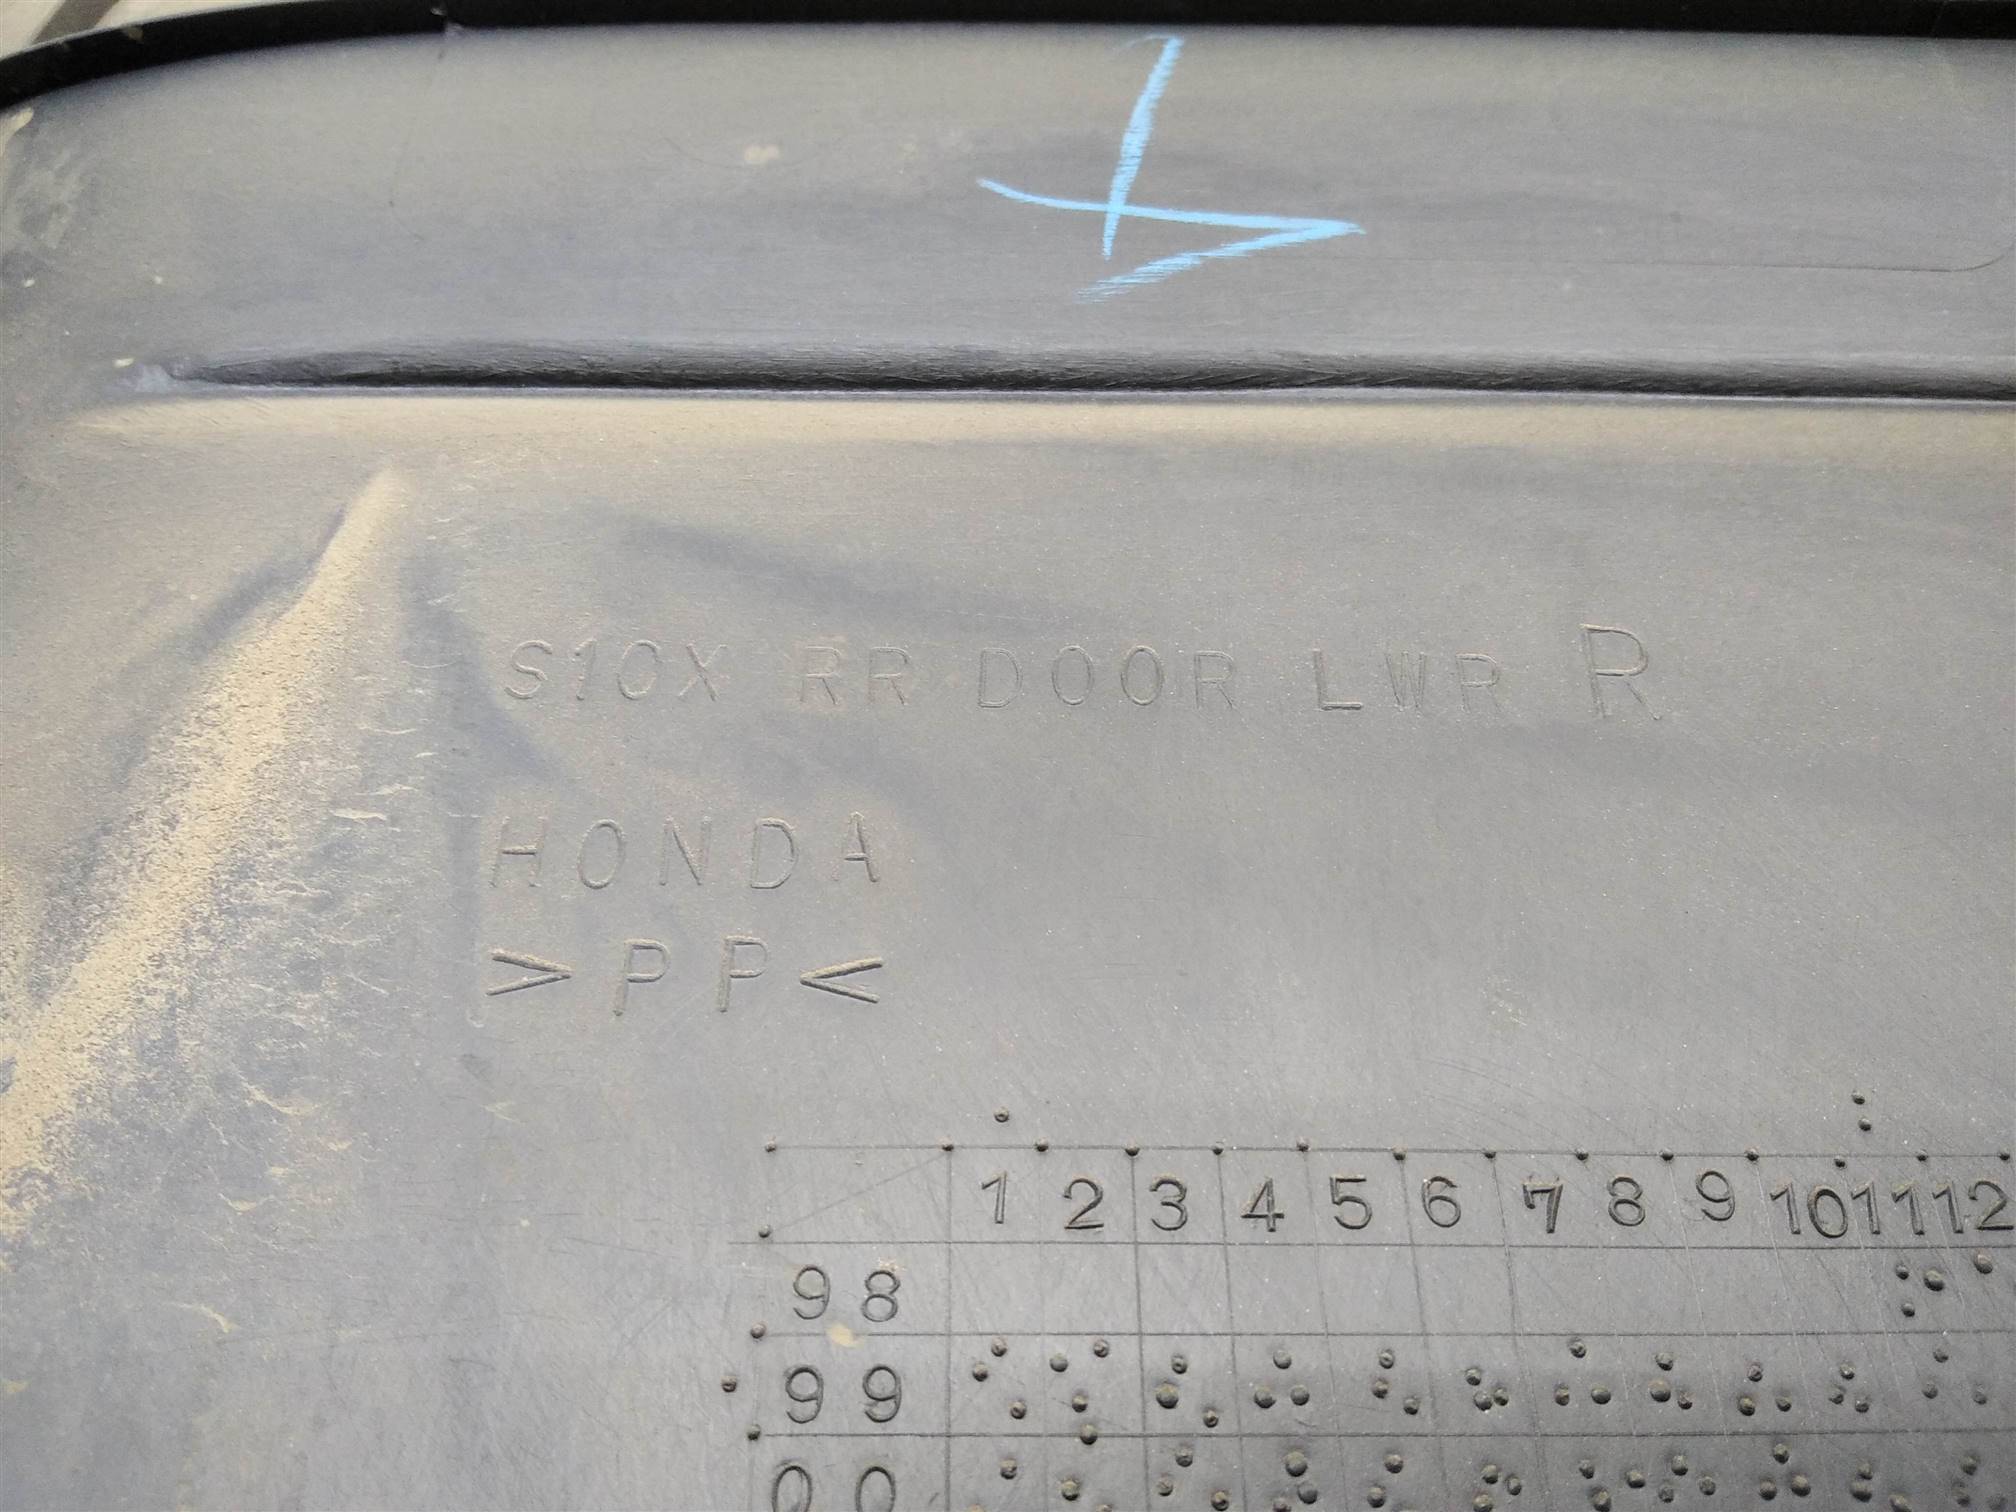 S10X RR DOOR LWR R
HONDA
>PP<
1 2 3 4 5 6 7 8 9 10 11 12
98
99
00